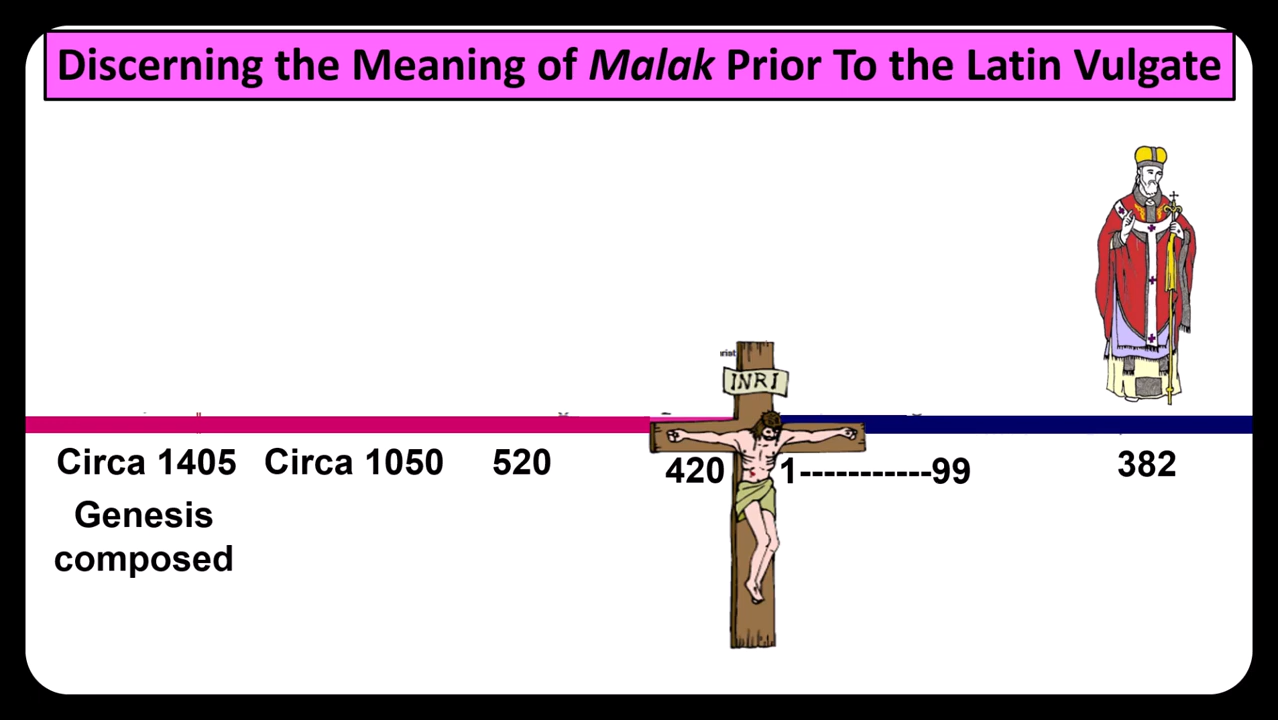 Discerning the Meaning of Malak Prior To the Latin Vulgate
INRI
Circa 1405 Circa 1050 520 420 1-----------99 382
Genesis
composed